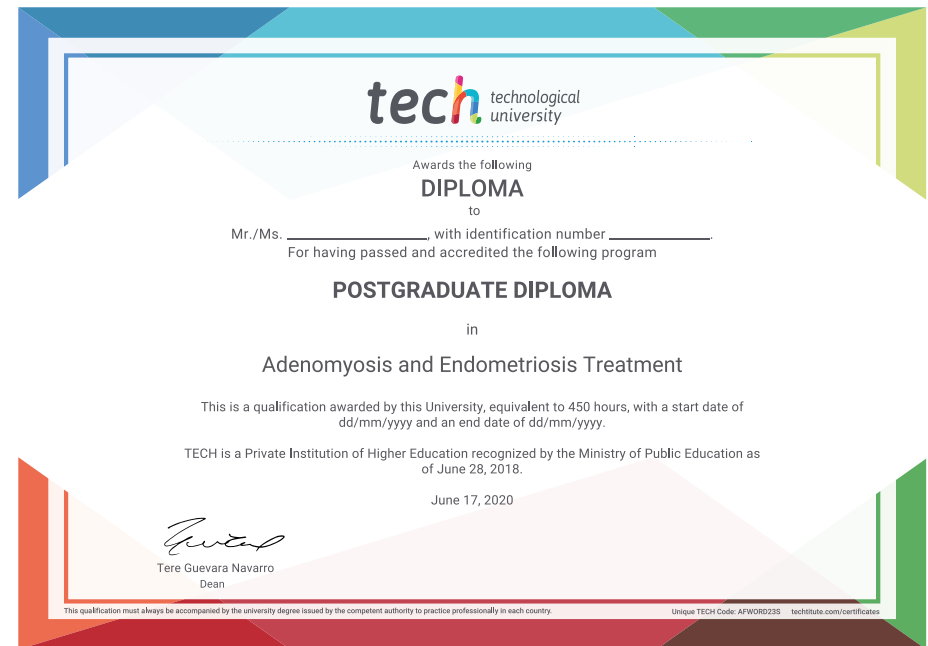 tech technological
university
Awards the following
DIPLOMA
to
Mr./Ms. ____________________, with identification number ______________.
For having passed and accredited the following program
POSTGRADUATE DIPLOMA
in
Adenomyosis and Endometriosis Treatment
This is a qualification awarded by this University, equivalent to 450 hours, with a start date of
dd/mm/yyyy and an end date of dd/mm/yyyy.
TECH is a Private Institution of Higher Education recognized by the Ministry of Public Education as
of June 28, 2018.
June 17, 2020
Tere Guevara Navarro
Dean
This qualification must always be accompanied by the university degree issued by the competent authority to practice professionally in each country.
Unique TECH Code: AFWORD23S techtitute.com/certificates